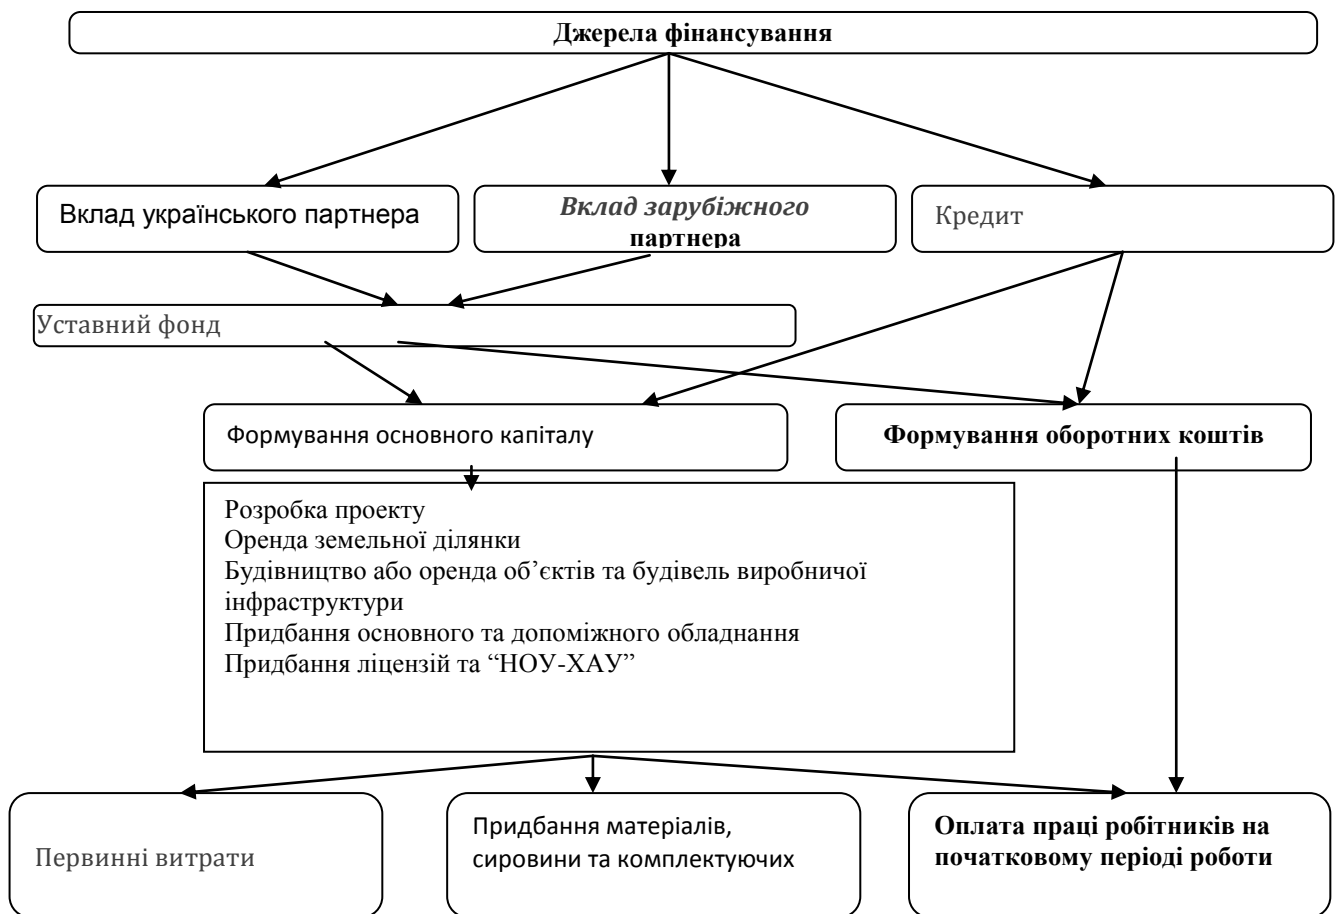 Джерела фінансування
Вклад українського партнера
Вклад зарубіжного
партнера
Кредит
Уставний фонд
Формування основного капіталу
Формування оборотних коштів
Розробка проекту
Оренда земельної ділянки
Будівництво або оренда об’єктів та будівель виробничої
інфраструктури
Придбання основного та допоміжного обладнання
Придбання ліцензій та “НОУ-ХАУ”
Первинні витрати
Придбання матеріалів,
сировини та комплектуючих
Оплата праці робітників на
початковому періоді роботи